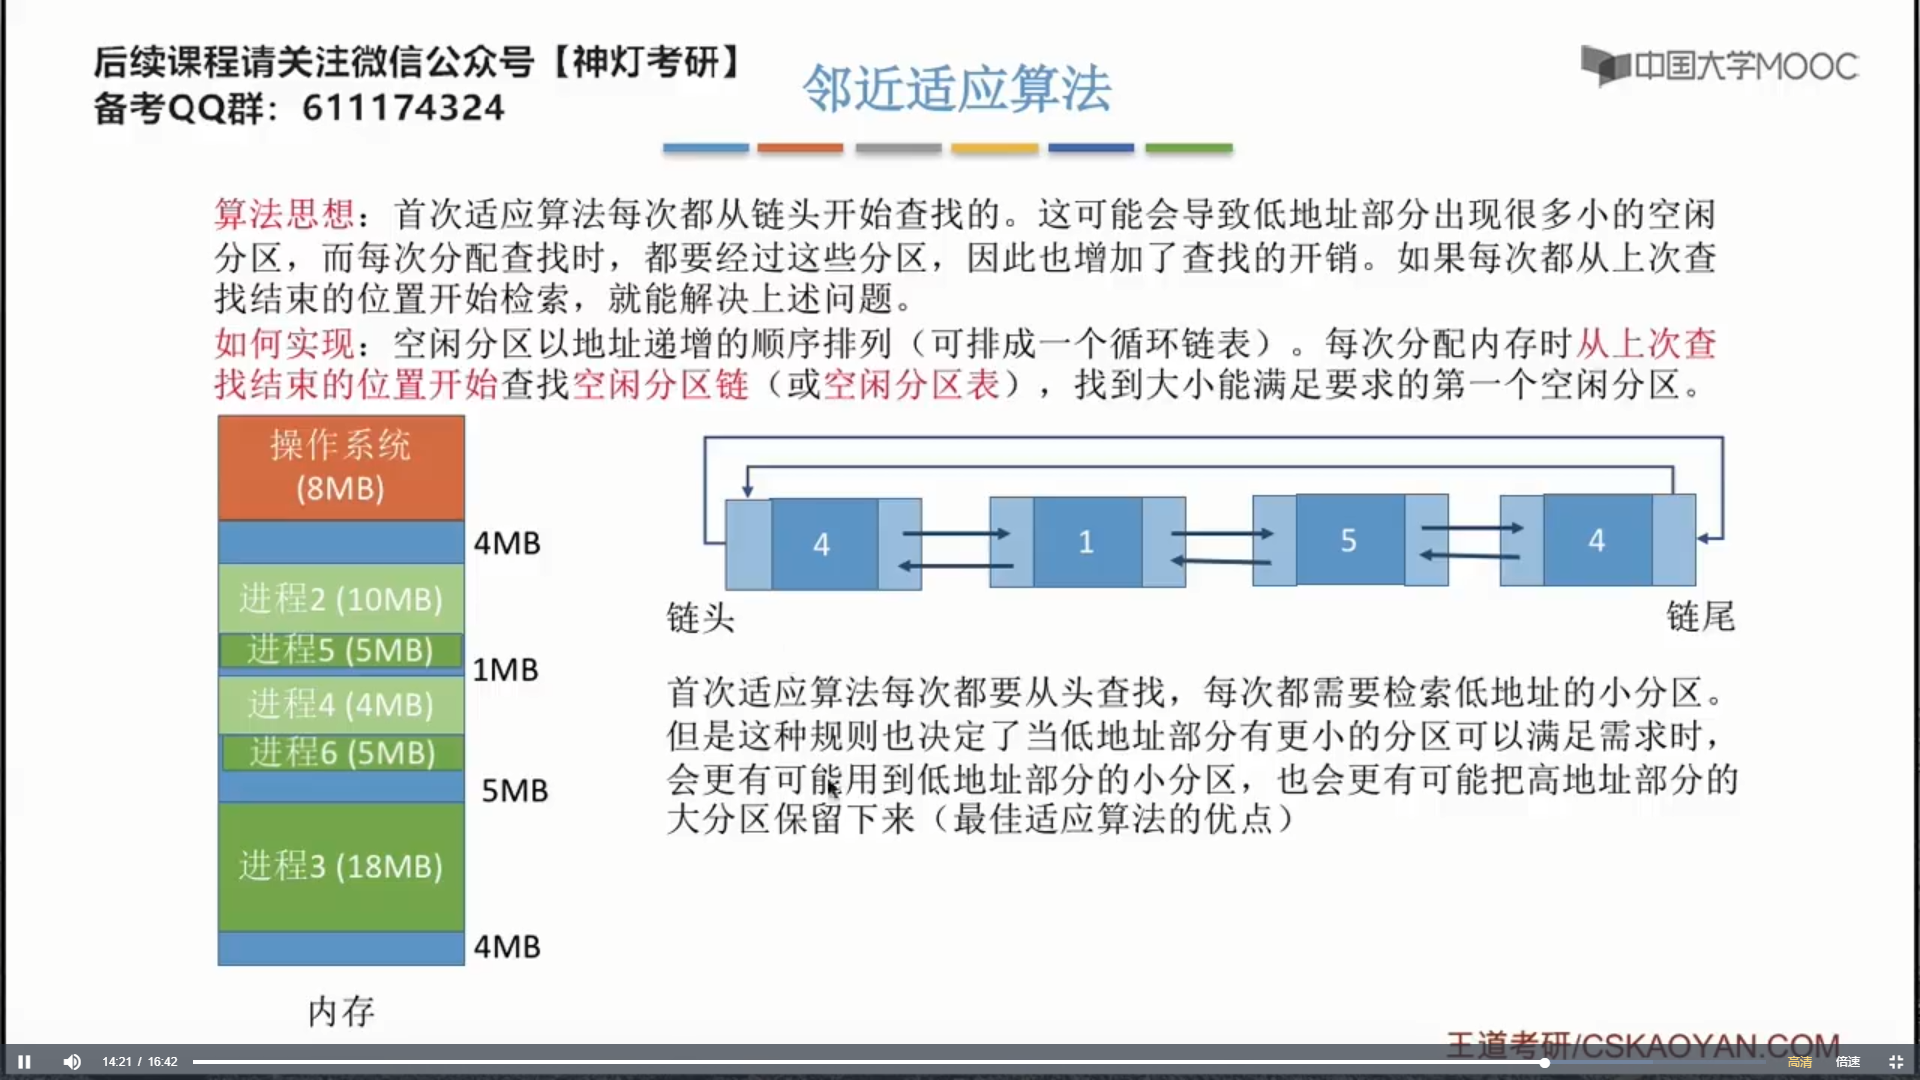 后续课程请关注微信公众号【神灯考研】
备考QQ群：611174324
邻近适应算法
中国大学MOOC
算法思想：首次适应算法每次都从链头开始查找的。这可能会导致低地址部分出现很多小的空闲
分区，而每次分配查找时，都要经过这些分区，因此也增加了查找的开销。如果每次都从上次查
找结束的位置开始检索，就能解决上述问题。
如何实现：空闲分区以地址递增的顺序排列（可排成一个循环链表）。每次分配内存时从上次查
找结束的位置开始查找空闲分区链（或空闲分区表），找到大小能满足要求的第一个空闲分区。
操作系统
(8MB)
4MB
进程2 (10MB)
进程5 (5MB)
1MB
进程4 (4MB)
进程6 (5MB)
5MB
进程3 (18MB)
4MB
内存
4
1
5
4
链头
链尾
首次适应算法每次都要从头查找，每次都需要检索低地址的小分区。
但是这种规则也决定了当低地址部分有更小的分区可以满足需求时，
会更有可能用到低地址部分的小分区，也会更有可能把高地址部分的
大分区保留下来（最佳适应算法的优点）
王道考研/CSKAOYAN.COM
14:21 / 16:42
高清
倍速